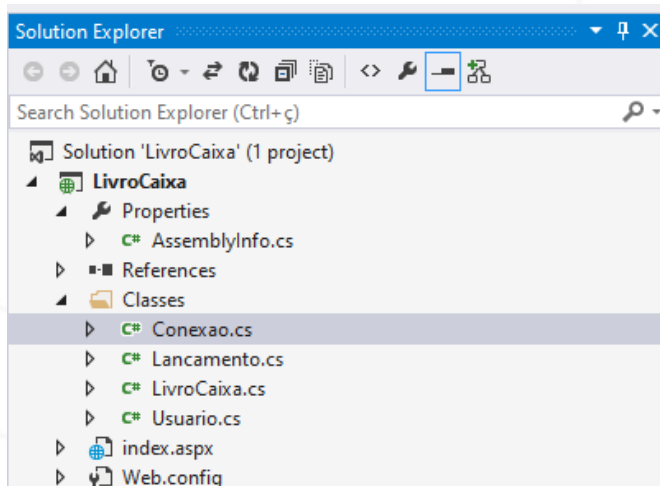 Solution Explorer
Search Solution Explorer (Ctrl+ç)
Solution 'LivroCaixa' (1 project)
LivroCaixa
Properties
C# AssemblyInfo.cs
References
Classes
C# Conexao.cs
C# Lancamento.cs
C# LivroCaixa.cs
C# Usuario.cs
index.aspx
Web.config